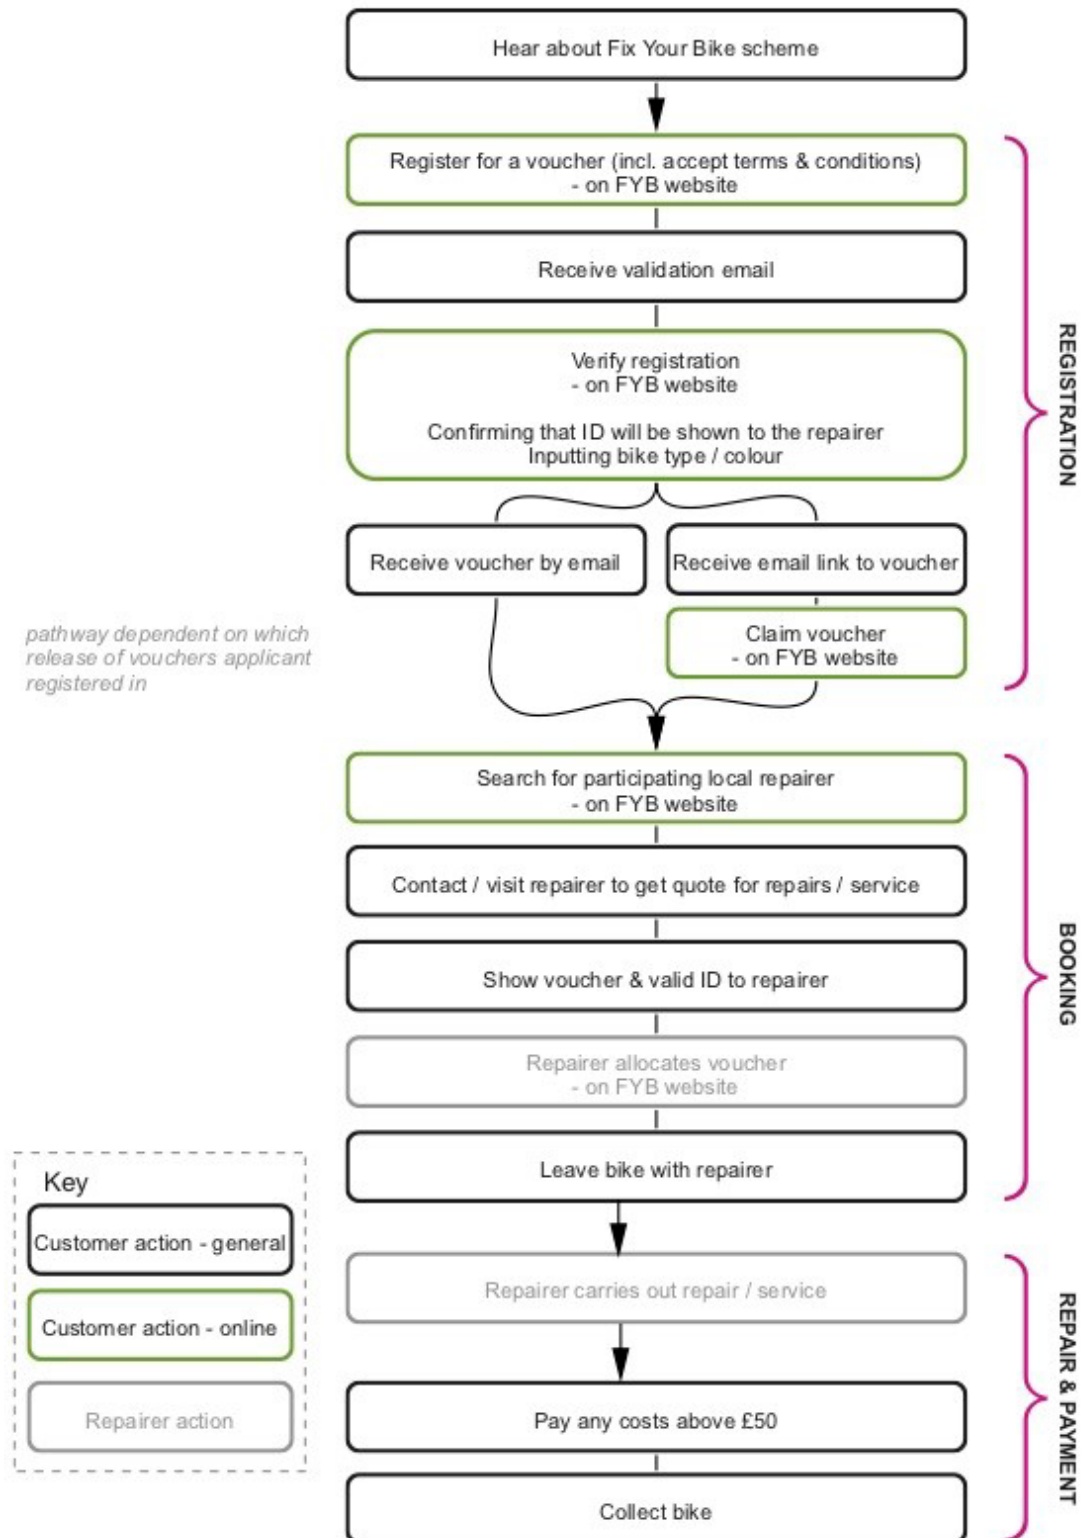 Hear about Fix Your Bike scheme
Register for a voucher (incl. accept terms & conditions)
- on FYB website
Receive validation email
Verify registration
- on FYB website
Confirming that ID will be shown to the repairer
Inputting bike type / colour
REGISTRATION
Receive voucher by email
Receive email link to voucher
pathway dependent on which
release of vouchers applicant
registered in
Claim voucher
- on FYB website
Search for participating local repairer
- on FYB website
Contact / visit repairer to get quote for repairs / service
Show voucher & valid ID to repairer
BOOKING
Repairer allocates voucher
- on FYB website
Leave bike with repairer
Key
Customer action - general
Customer action - online
Repairer action
Repairer carries out repair / service
Pay any costs above £50
REPAIR & PAYMENT
Collect bike